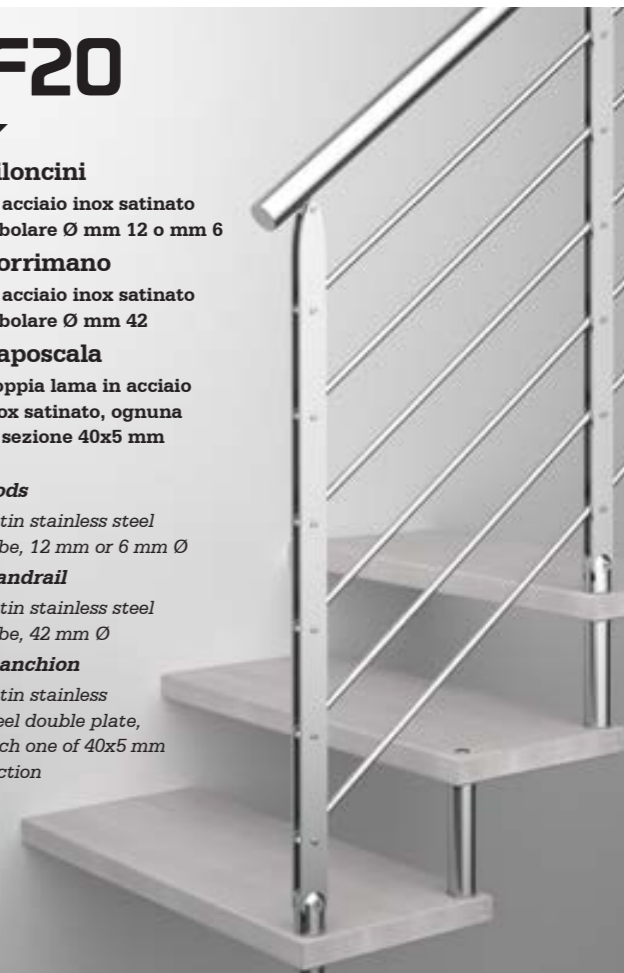 F20
iloncini
acciaio inox satinato
bolare Ø mm 12 o mm 6
orrimano
acciaio inox satinato
bolare Ø mm 42
aposcala
oppia lama in acciaio
ox satinato, ognuna
sezione 40x5 mm
ods
tin stainless steel
be, 12 mm or 6 mm Ø
andrail
tin stainless steel
be, 42 mm Ø
anchion
tin stainless
eel double plate,
ch one of 40x5 mm
ction